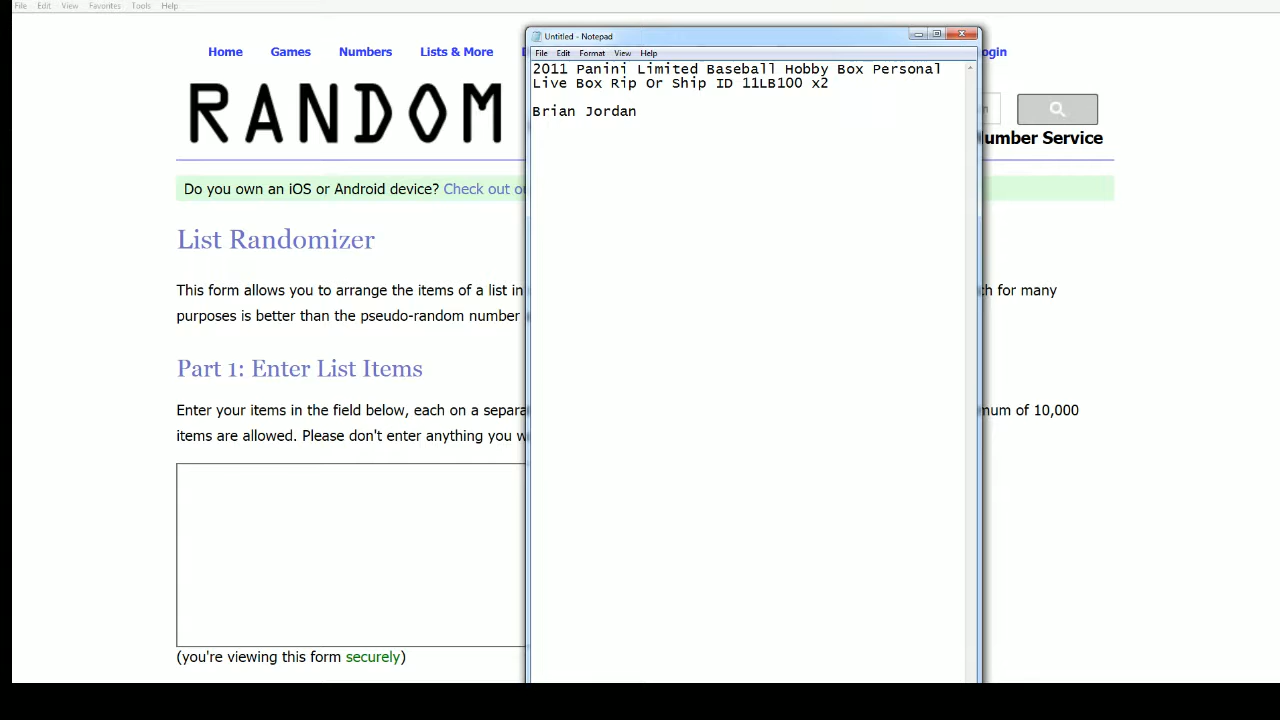 File Edit View Favorites Tools Help
Home Games Numbers Lists & More
RANDOM
Number Service
Do you own an iOS or Android device? Check out
List Randomizer
This form allows you to arrange the items of a list in
for many
purposes is better than the pseudo-random number
Part 1: Enter List Items
Enter your items in the field below, each on a separa
of 10,000
items are allowed. Please don't enter anything you
(you're viewing this form securely)
Untitled - Notepad
File Edit Format View Help
2011 Panini Limited Baseball Hobby Box Personal
Live Box Rip Or Ship ID 11LB100 x2
Brian Jordan